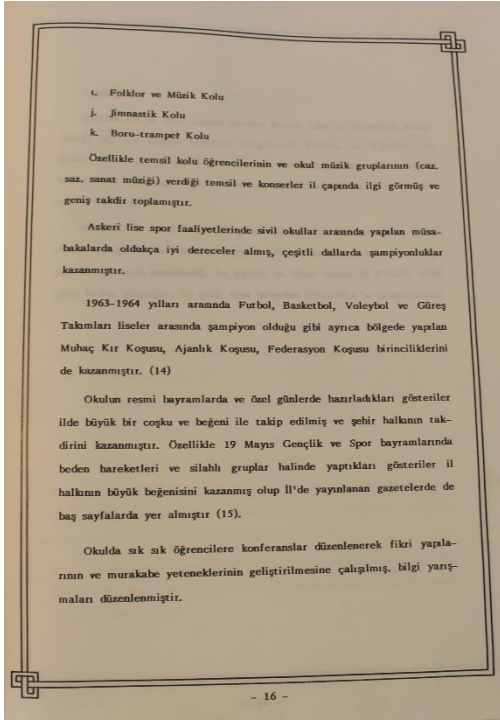 ı. Folklor ve Müzik Kolu
j. Jimnastik Kolu
k. Boru-trampet Kolu
Özellikle temsil kolu öğrencilerinin ve okul müzik gruplarının (caz,
saz, sanat müziği) verdiği temsil ve konserler il çapında ilgi görmüş ve
geniş takdir toplamıştır.
Askeri lise spor faaliyetlerinde sivil okullar arasında yapılan müsa-
bakalarda oldukça iyi dereceler almış, çeşitli dallarda şampiyonluklar
kazanmıştır.
1963-1964 yılları arasında Futbol, Basketbol, Voleybol ve Güreş
Takımları liseler arasında şampiyon olduğu gibi ayrıca bölgede yapılan
Muhaç Kır Koşusu, Ajanlık Koşusu, Federasyon Koşusu birinciliklerini
de kazanmıştır. (14)
Okulun resmi bayramlarda ve özel günlerde hazırladıkları gösteriler
ilde büyük bir coşku ve beğeni ile takip edilmiş ve şehir halkının tak-
dirini kazanmıştır. Özellikle 19 Mayıs Gençlik ve Spor bayramlarında
beden hareketleri ve silahlı gruplar halinde yaptıkları gösteriler il
halkının büyük beğenisini kazanmış olup İl'de yayınlanan gazetelerde de
baş sayfalarda yer almıştır (15).
Okulda sık sık öğrencilere konferanslar düzenlenerek fikri yapıla-
rının ve murakabe yeteneklerinin geliştirilmesine çalışılmış, bilgi yarış-
maları düzenlenmiştir.
- 16 -